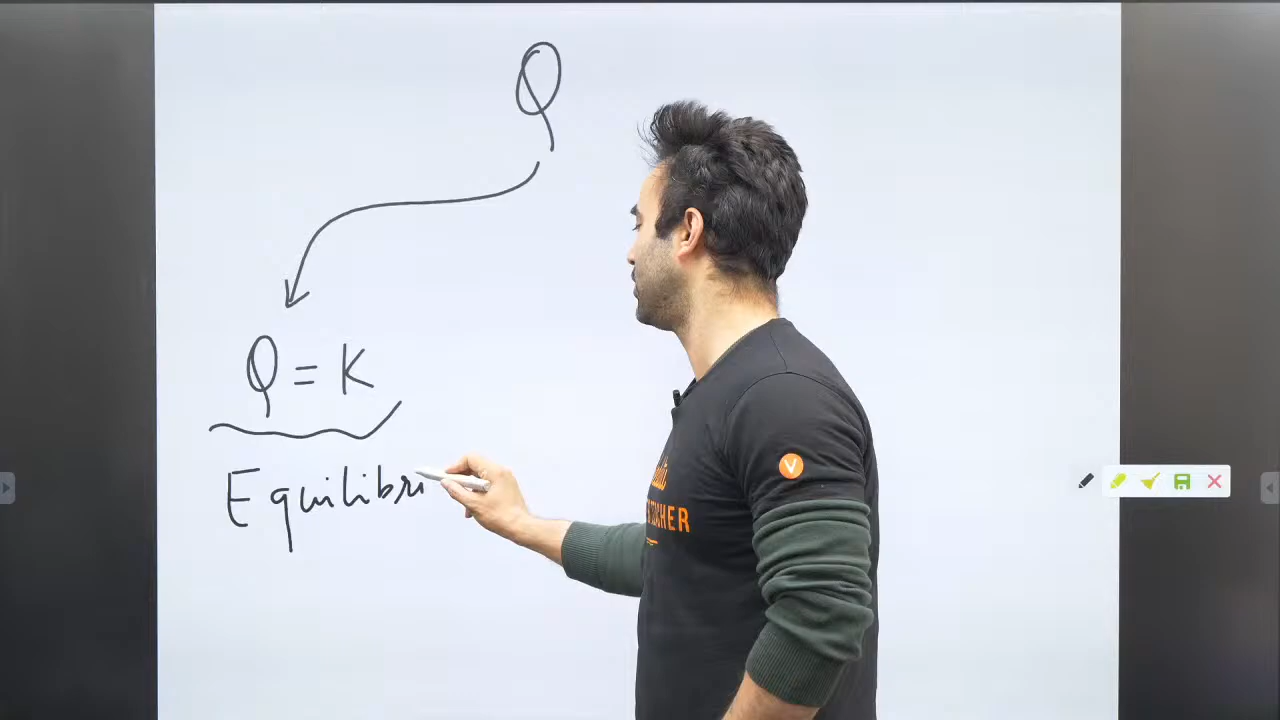 Q
Q = K
Equilibri
V